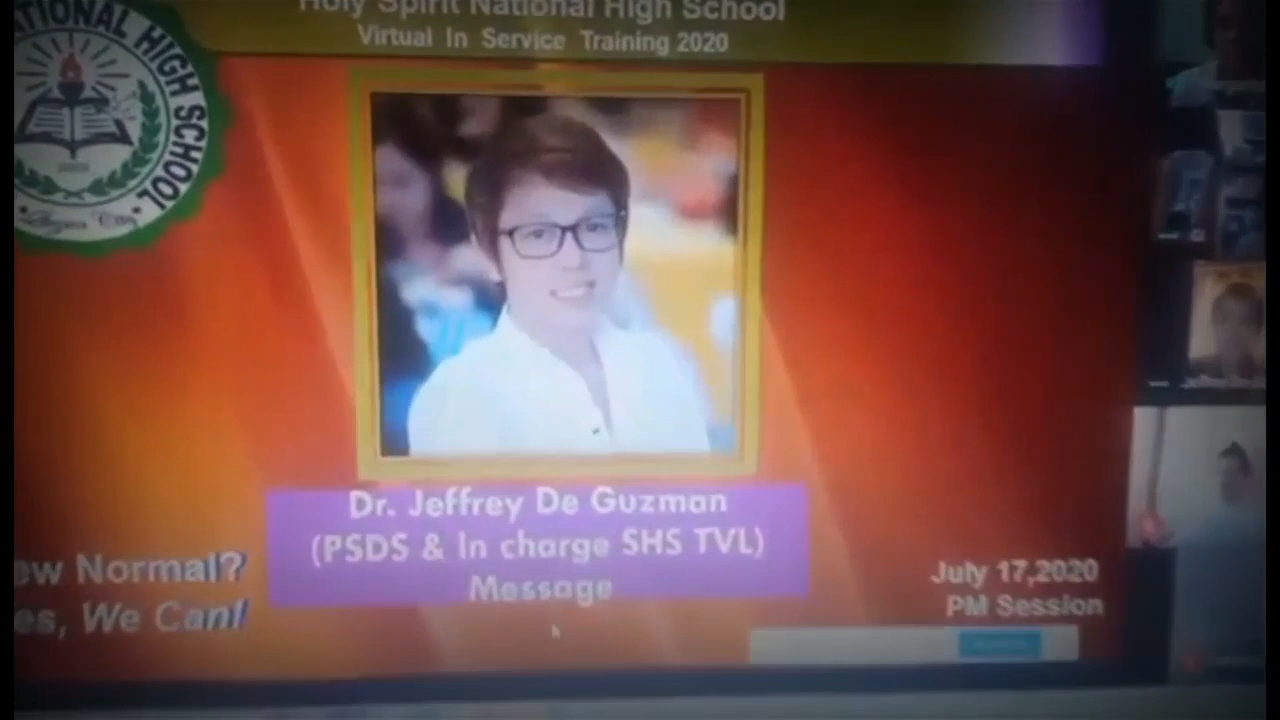 Holy Spirit National High School
Virtual In Service Training 2020
TIONAL HIGH SCHOOL
Dr. Jeffrey De Guzman
(PSDS & In charge SHS TVL)
Message
ew Normal?
es, We Can!
July 17,2020
PM Session